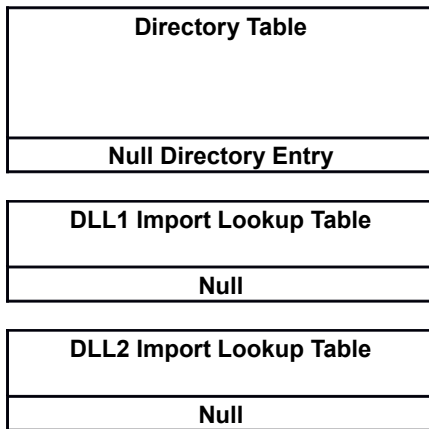 Directory Table
Null Directory Entry
DLL1 Import Lookup Table
Null
DLL2 Import Lookup Table
Null